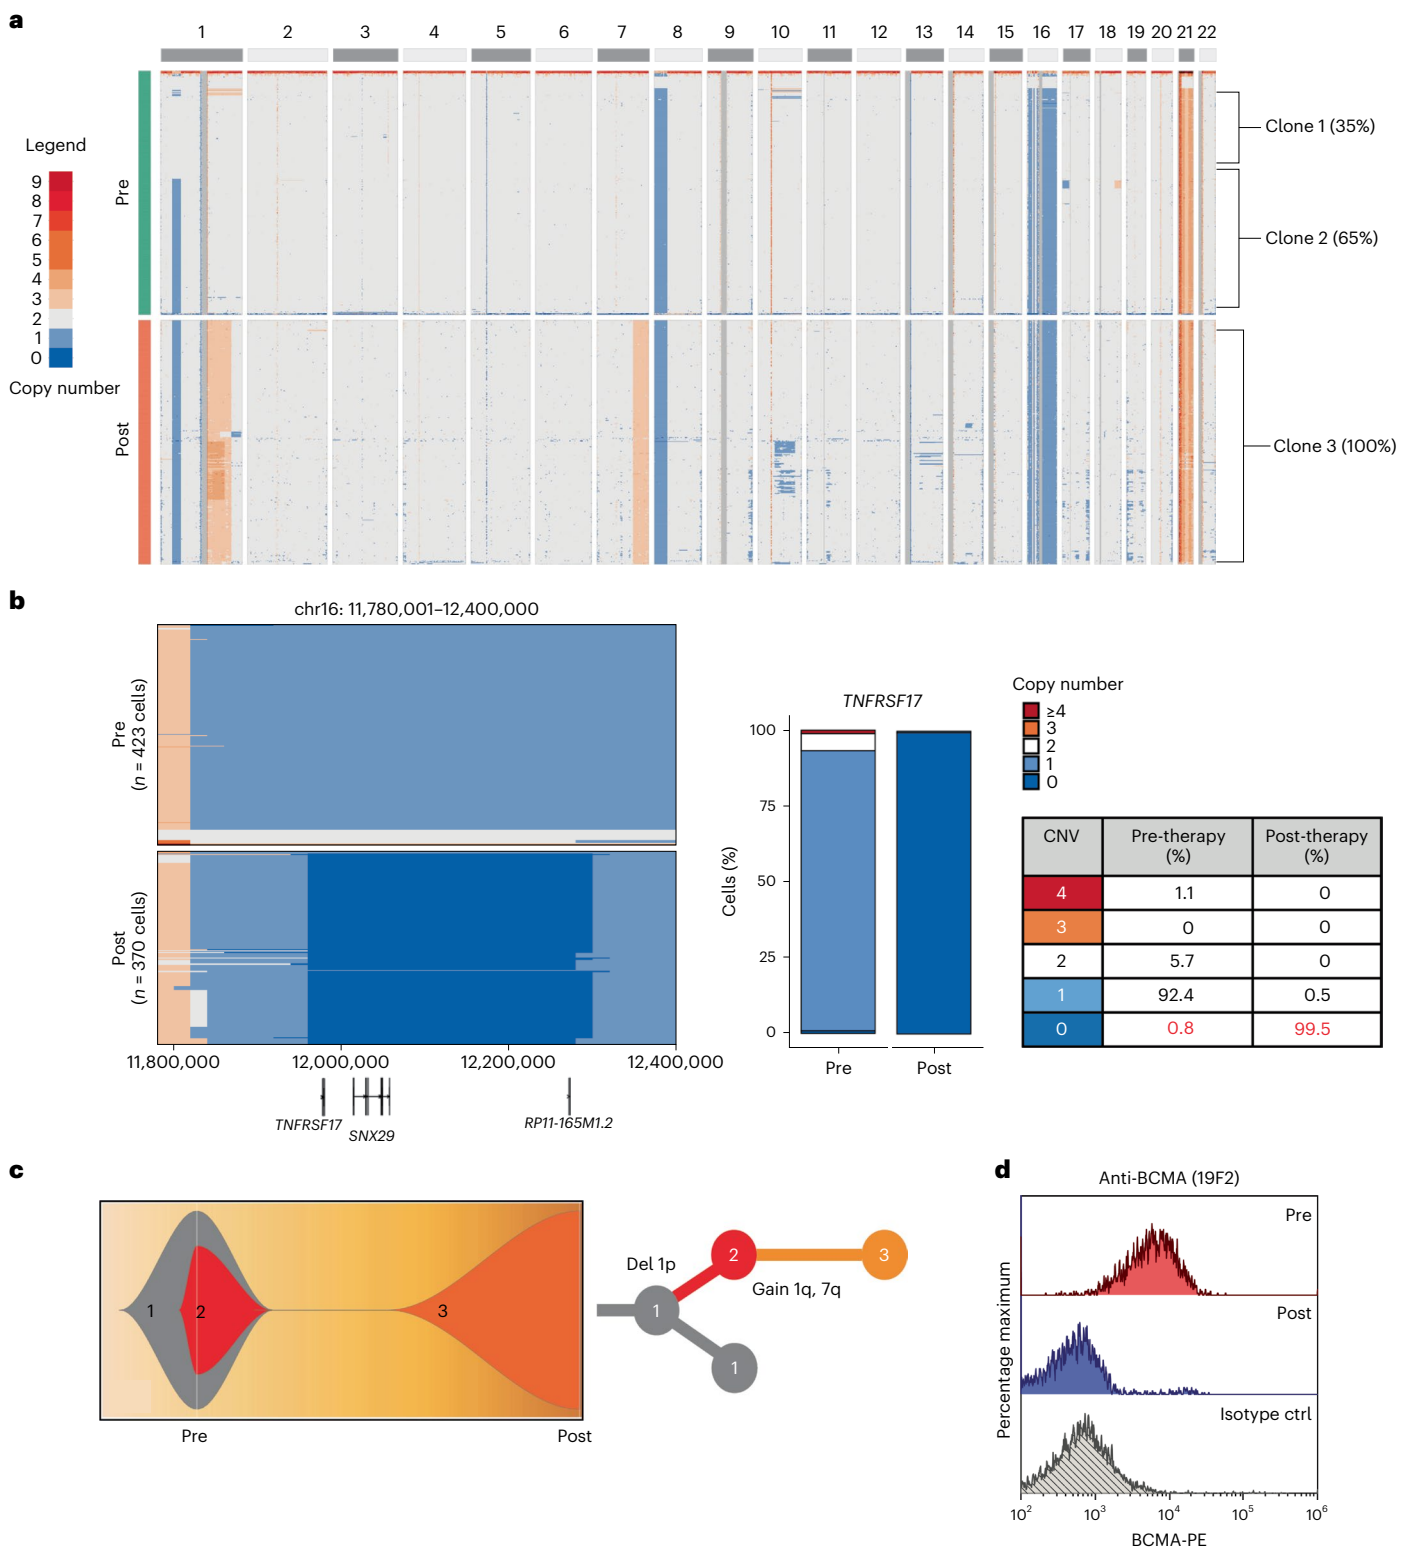 a
1 2 3 4 5 6 7 8 9 10 11 12 13 14 15 16 17 18 19 20 21 22
Legend
9
8
7
6
5
4
3
2
1
0
Copy number
Pre
Post
Clone 1 (35%)
Clone 2 (65%)
Clone 3 (100%)
b
chr16: 11,780,001–12,400,000
Pre
(n = 423 cells)
Post
(n = 370 cells)
11,800,000 12,000,000 12,200,000 12,400,000
TNFRSF17
SNX29
RP11-165M1.2
TNFRSF17
Cells (%)
100
75
50
25
0
Pre Post
Copy number
≥4
3
2
1
0
CNV Pre-therapy (%) Post-therapy (%)
4 1.1 0
3 0 0
2 5.7 0
1 92.4 0.5
0 0.8 99.5
c
1 2 3
Pre Post
Del 1p
Gain 1q, 7q
1 2 3
1
d
Anti-BCMA (19F2)
Percentage maximum
Pre
Post
Isotype ctrl
10² 10³ 10⁴ 10⁵ 10⁶
BCMA-PE